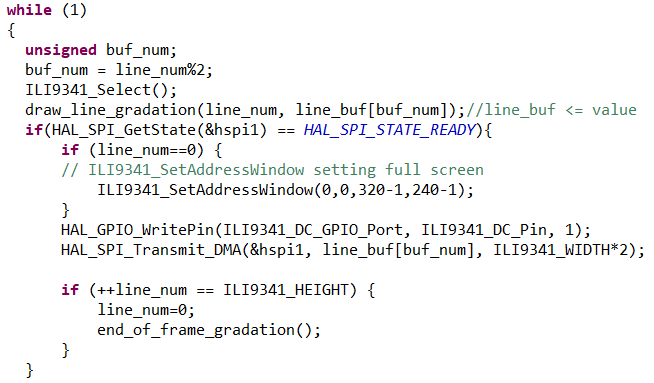 while (1)
{
  unsigned buf_num;
  buf_num = line_num%2;
  ILI9341_Select();
  draw_line_gradation(line_num, line_buf[buf_num]);//line_buf <= value
  if(HAL_SPI_GetState(&hspi1) == HAL_SPI_STATE_READY){
      if (line_num==0) {
      // ILI9341_SetAddressWindow setting full screen
          ILI9341_SetAddressWindow(0,0,320-1,240-1);
      }
      HAL_GPIO_WritePin(ILI9341_DC_GPIO_Port, ILI9341_DC_Pin, 1);
      HAL_SPI_Transmit_DMA(&hspi1, line_buf[buf_num], ILI9341_WIDTH*2);

      if (++line_num == ILI9341_HEIGHT) {
          line_num=0;
          end_of_frame_gradation();
      }
  }